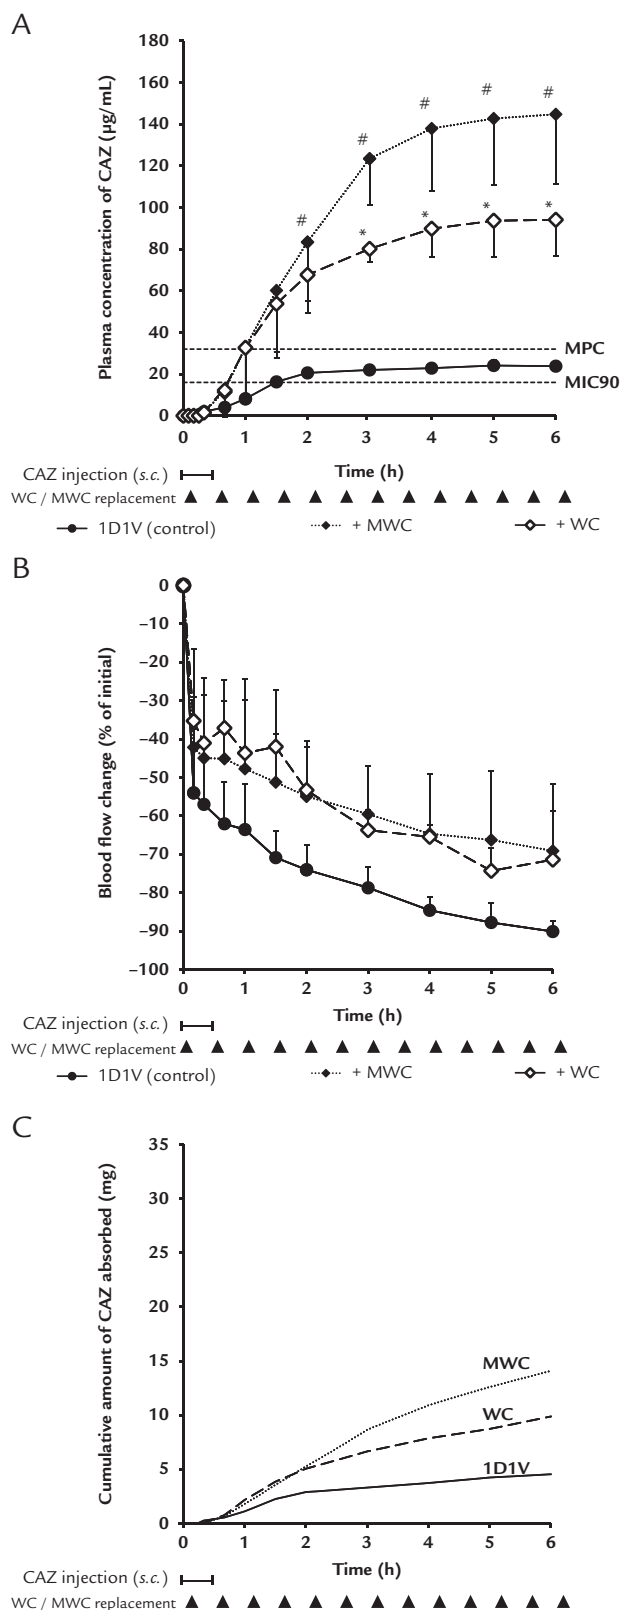 A
180
160
140
120
100
80
60
40
20
0
Plasma concentration of CAZ (µg/mL)
# # # # #
* * * *
MPC
MIC90
0 1 2 3 4 5 6
Time (h)
CAZ injection (s.c.)
WC / MWC replacement
1D1V (control) + MWC + WC
B
0
–10
–20
–30
–40
–50
–60
–70
–80
–90
–100
Blood flow change (% of initial)
0 1 2 3 4 5 6
Time (h)
CAZ injection (s.c.)
WC / MWC replacement
1D1V (control) + MWC + WC
C
35
30
25
20
15
10
5
0
Cumulative amount of CAZ absorbed (mg)
MWC
WC
1D1V
0 1 2 3 4 5 6
Time (h)
CAZ injection (s.c.)
WC / MWC replacement